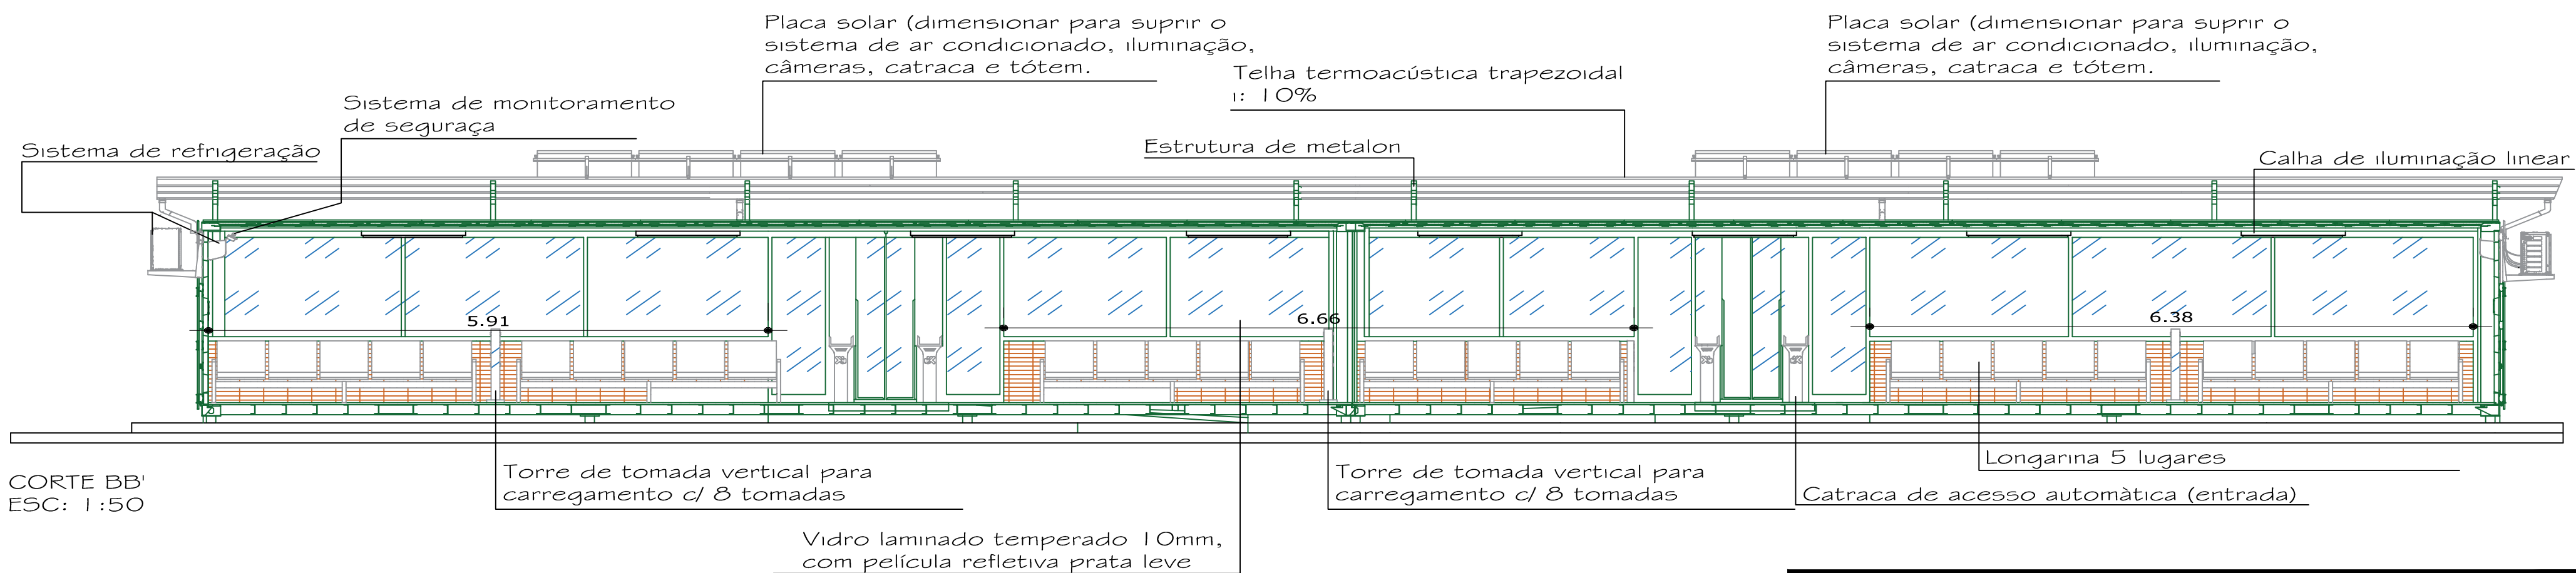 Placa solar (dimensionar para suprir o
sistema de ar condicionado, iluminação,
câmeras, catraca e tótem.
Placa solar (dimensionar para suprir o
sistema de ar condicionado, iluminação,
câmeras, catraca e tótem.
Telha termoacústica trapezoidal
i: 10%
Sistema de monitoramento
de seguraça
Sistema de refrigeração
Estrutura de metalon
Calha de iluminação linear
5.91
6.66
6.38
CORTE BB'
ESC: 1:50
Torre de tomada vertical para
carregamento c/ 8 tomadas
Torre de tomada vertical para
carregamento c/ 8 tomadas
Longarina 5 lugares
Catraca de acesso automàtica (entrada)
Vidro laminado temperado 10mm,
com película refletiva prata leve